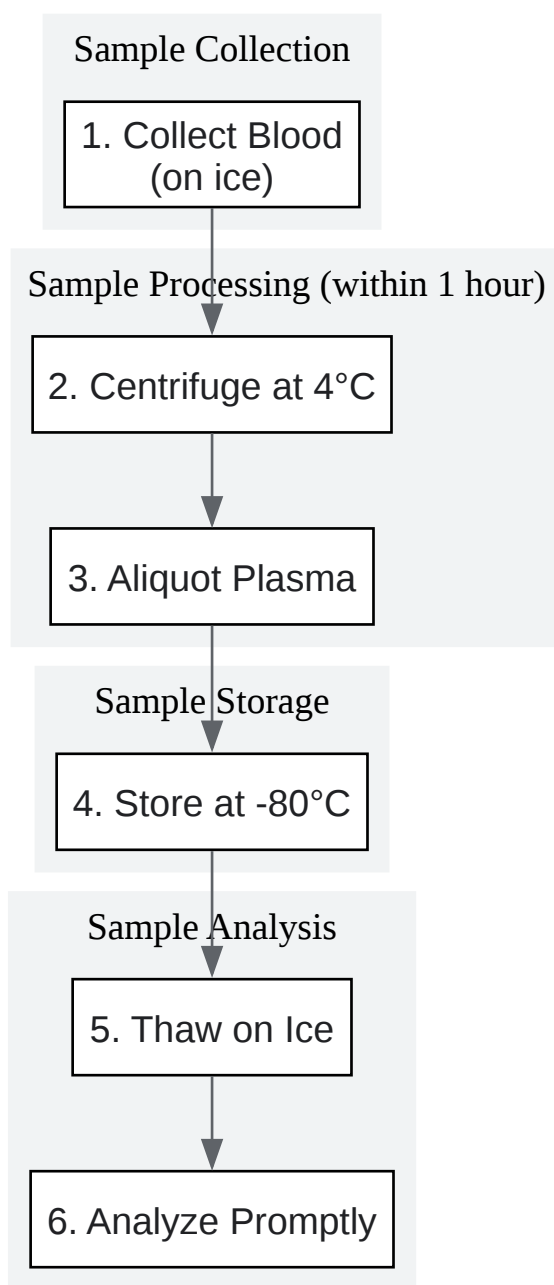 Sample Collection
1. Collect Blood
(on ice)
Sample Processing (within 1 hour)
2. Centrifuge at 4°C
3. Aliquot Plasma
Sample Storage
4. Store at -80°C
Sample Analysis
5. Thaw on Ice
6. Analyze Promptly